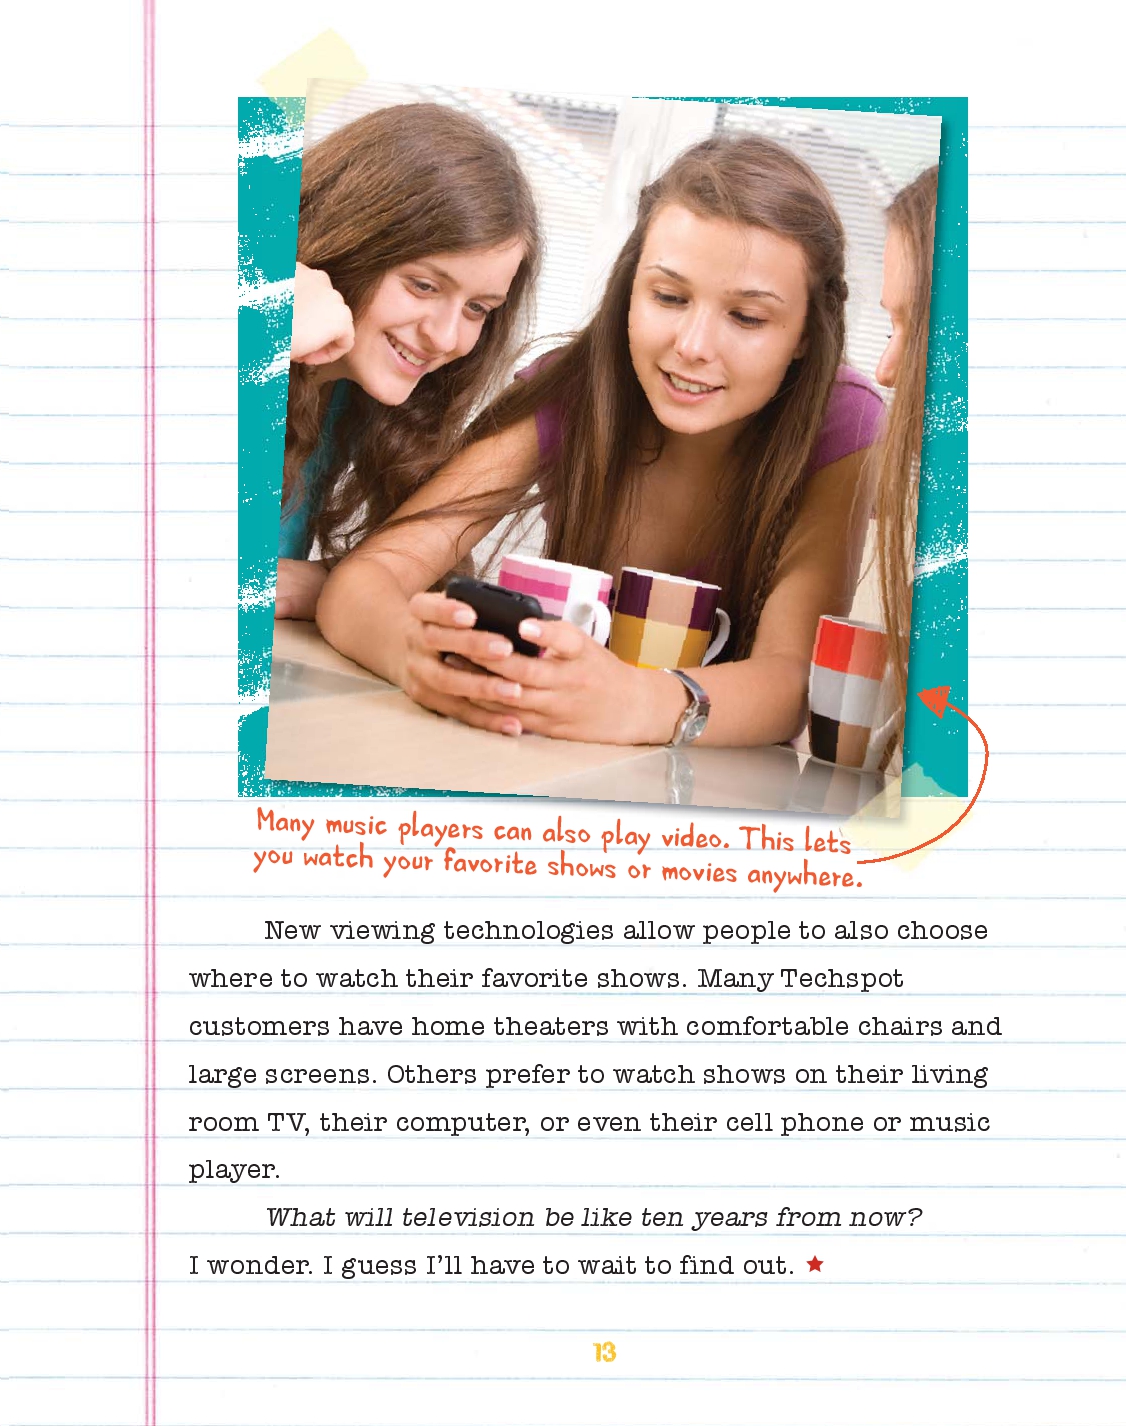 Many music players can also play video. This lets
you watch your favorite shows or movies anywhere.
New viewing technologies allow people to also choose
where to watch their favorite shows. Many Techspot
customers have home theaters with comfortable chairs and
large screens. Others prefer to watch shows on their living
room TV, their computer, or even their cell phone or music
player.
What will television be like ten years from now?
I wonder. I guess I'll have to wait to find out. ★
13